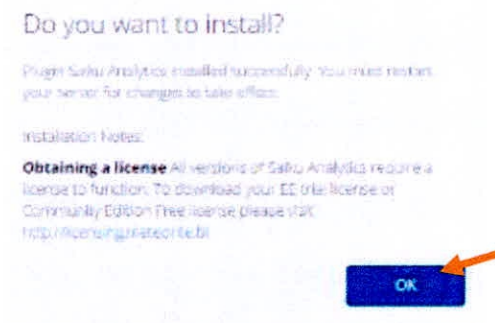 Do you want to install?
Plugin Saiku Analytics installed successfully. You must restart
your server for changes to take effect.
Installation Notes:
Obtaining a license All versions of Saiku Analytics require a
license to function. To download your EE trile license or
Community Edition Free license please visit
http://licensing.meteorite.bi
OK